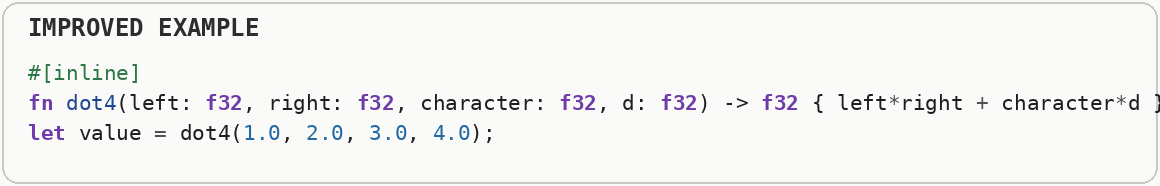 IMPROVED EXAMPLE
#[inline]
fn dot4(left: f32, right: f32, character: f32, d: f32) -> f32 { left*right + character*d }
let value = dot4(1.0, 2.0, 3.0, 4.0);